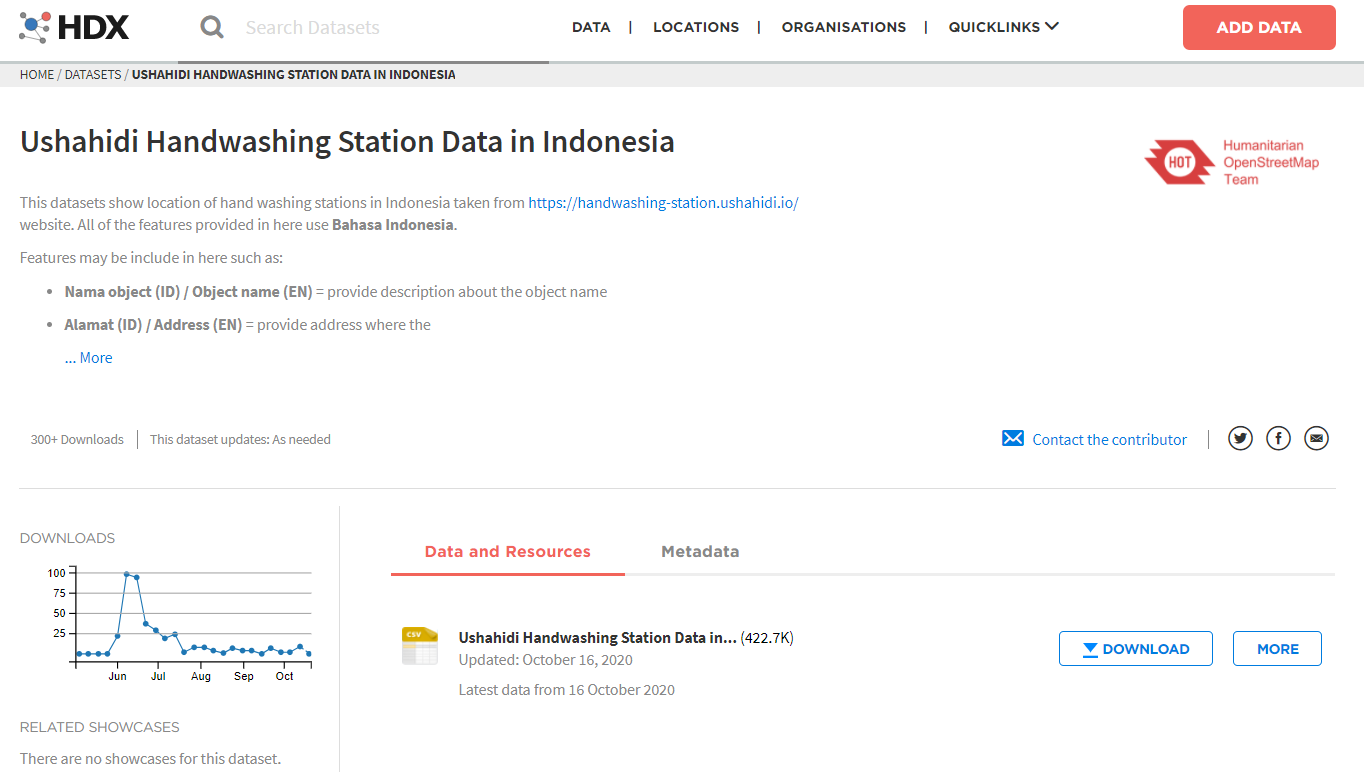 HDX
Search Datasets
DATA | LOCATIONS | ORGANISATIONS | QUICKLINKS
ADD DATA
HOME / DATASETS / USHAHIDI HANDWASHING STATION DATA IN INDONESIA
Ushahidi Handwashing Station Data in Indonesia
HOT
Humanitarian
OpenStreetMap
Team
This datasets show location of hand washing stations in Indonesia taken from https://handwashing-station.ushahidi.io/
website. All of the features provided in here use Bahasa Indonesia.
Features may be include in here such as:
• Nama object (ID) / Object name (EN) = provide description about the object name
• Alamat (ID) / Address (EN) = provide address where the
... More
300+ Downloads | This dataset updates: As needed
Contact the contributor
DOWNLOADS
100
75
50
25
Jun Jul Aug Sep Oct
RELATED SHOWCASES
There are no showcases for this dataset.
Data and Resources
Metadata
CSV
Ushahidi Handwashing Station Data in... (422.7K)
Updated: October 16, 2020
Latest data from 16 October 2020
DOWNLOAD
MORE